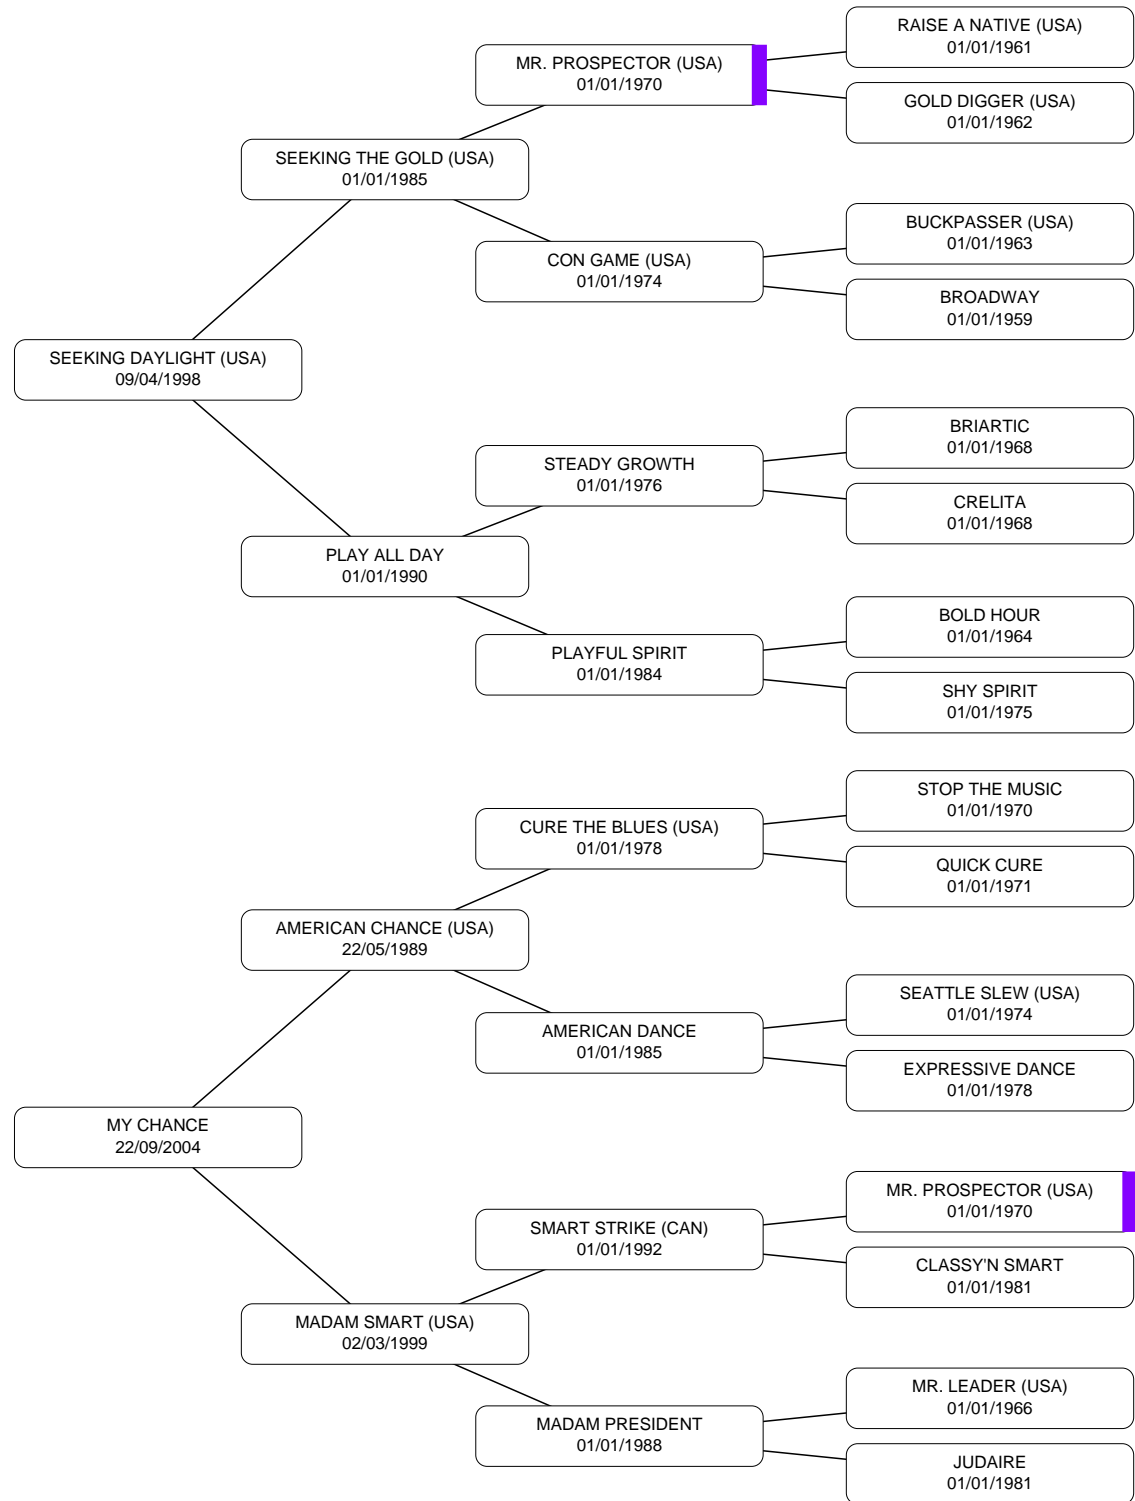 RAISE A NATIVE (USA)
01/01/1961
MR. PROSPECTOR (USA)
01/01/1970
GOLD DIGGER (USA)
01/01/1962
SEEKING THE GOLD (USA)
01/01/1985
BUCKPASSER (USA)
01/01/1963
CON GAME (USA)
01/01/1974
BROADWAY
01/01/1959
SEEKING DAYLIGHT (USA)
09/04/1998
BRIARTIC
01/01/1968
STEADY GROWTH
01/01/1976
CRELITA
01/01/1968
PLAY ALL DAY
01/01/1990
BOLD HOUR
01/01/1964
PLAYFUL SPIRIT
01/01/1984
SHY SPIRIT
01/01/1975
STOP THE MUSIC
01/01/1970
CURE THE BLUES (USA)
01/01/1978
QUICK CURE
01/01/1971
AMERICAN CHANCE (USA)
22/05/1989
SEATTLE SLEW (USA)
01/01/1974
AMERICAN DANCE
01/01/1985
EXPRESSIVE DANCE
01/01/1978
MY CHANCE
22/09/2004
MR. PROSPECTOR (USA)
01/01/1970
SMART STRIKE (CAN)
01/01/1992
CLASSY'N SMART
01/01/1981
MADAM SMART (USA)
02/03/1999
MR. LEADER (USA)
01/01/1966
MADAM PRESIDENT
01/01/1988
JUDAIRE
01/01/1981